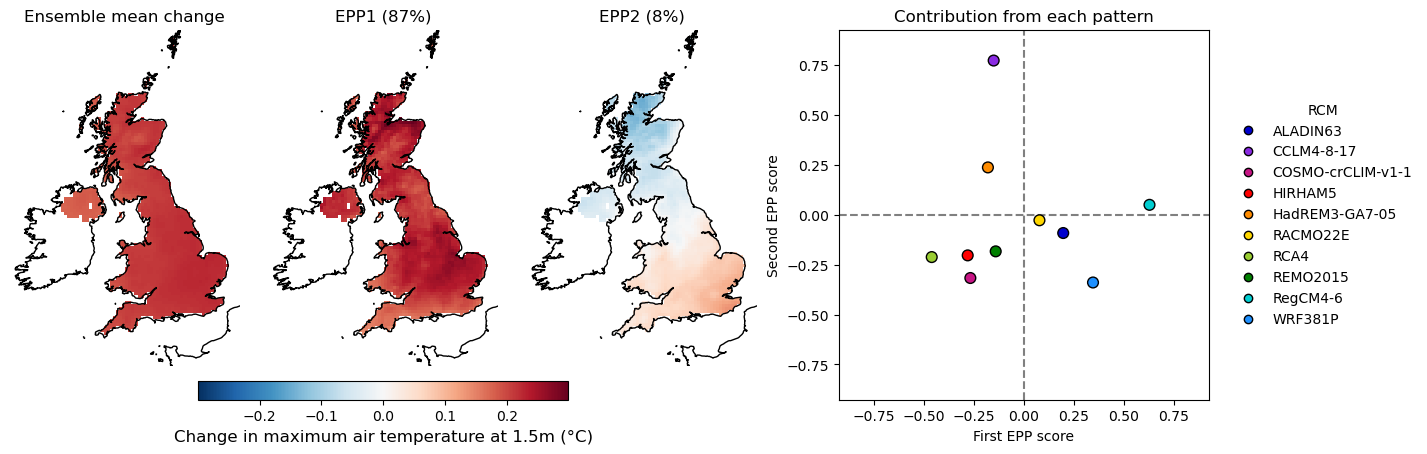 Ensemble mean change
EPP1 (87%)
EPP2 (8%)
−0.2 −0.1 0.0 0.1 0.2
Change in maximum air temperature at 1.5m (°C)
Contribution from each pattern
Second EPP score
0.75
0.50
0.25
0.00
−0.25
−0.50
−0.75
−0.75 −0.50 −0.25 0.00 0.25 0.50 0.75
First EPP score
RCM
ALADIN63
CCLM4-8-17
COSMO-crCLIM-v1-1
HIRHAM5
HadREM3-GA7-05
RACMO22E
RCA4
REMO2015
RegCM4-6
WRF381P